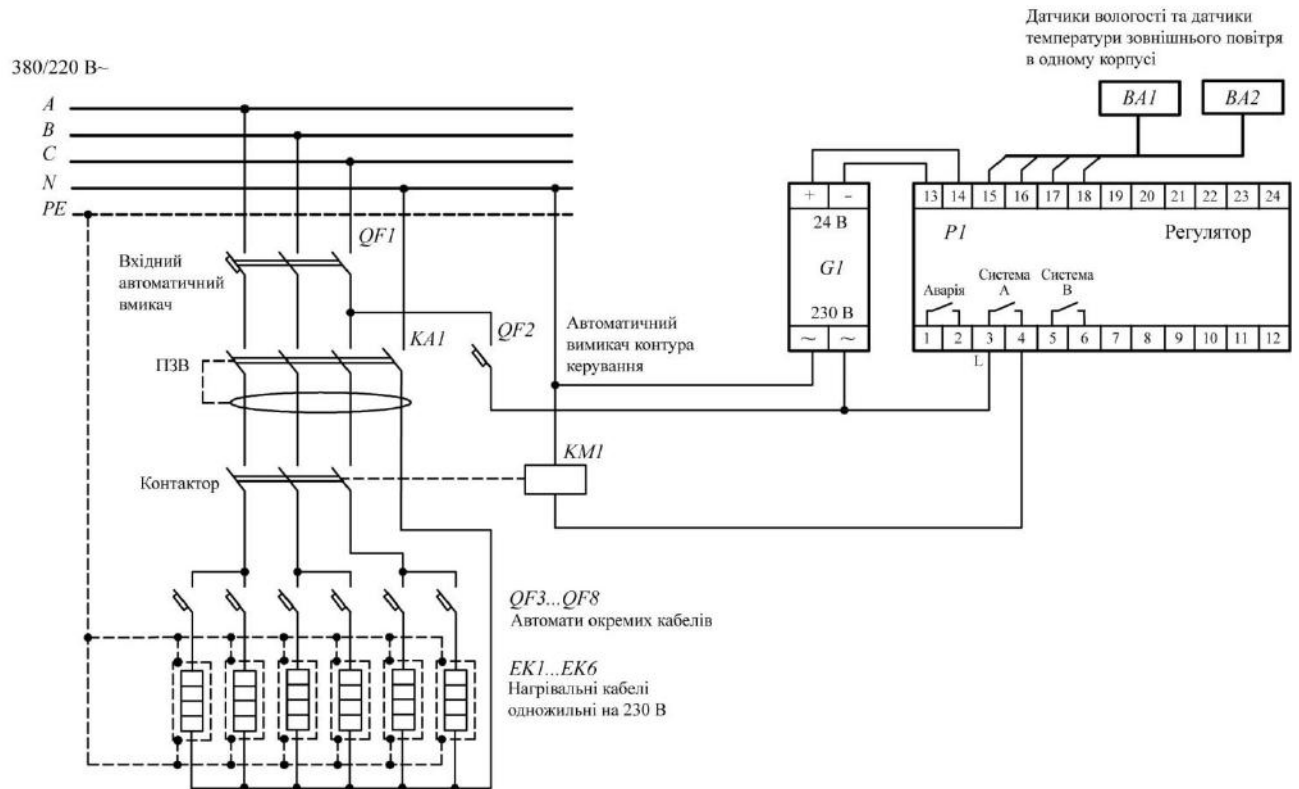 Датчики вологості та датчики
температури зовнішнього повітря
в одному корпусі
380/220 В~
BA1
BA2
A
B
C
N
PE
+
-
13
14
15
16
17
18
19
20
21
22
23
24
24 В
P1
Регулятор
G1
QF1
Вхідний
автоматичний
вмикач
Аварія
Система
A
Система
B
230 В
~
~
1
2
3
4
5
6
7
8
9
10
11
12
L
KA1
QF2
Автоматичний
вимикач контура
керування
ПЗВ
KM1
Контактор
QF3...QF8
Автомати окремих кабелів
EK1...EK6
Нагрівальні кабелі
одножильні на 230 В